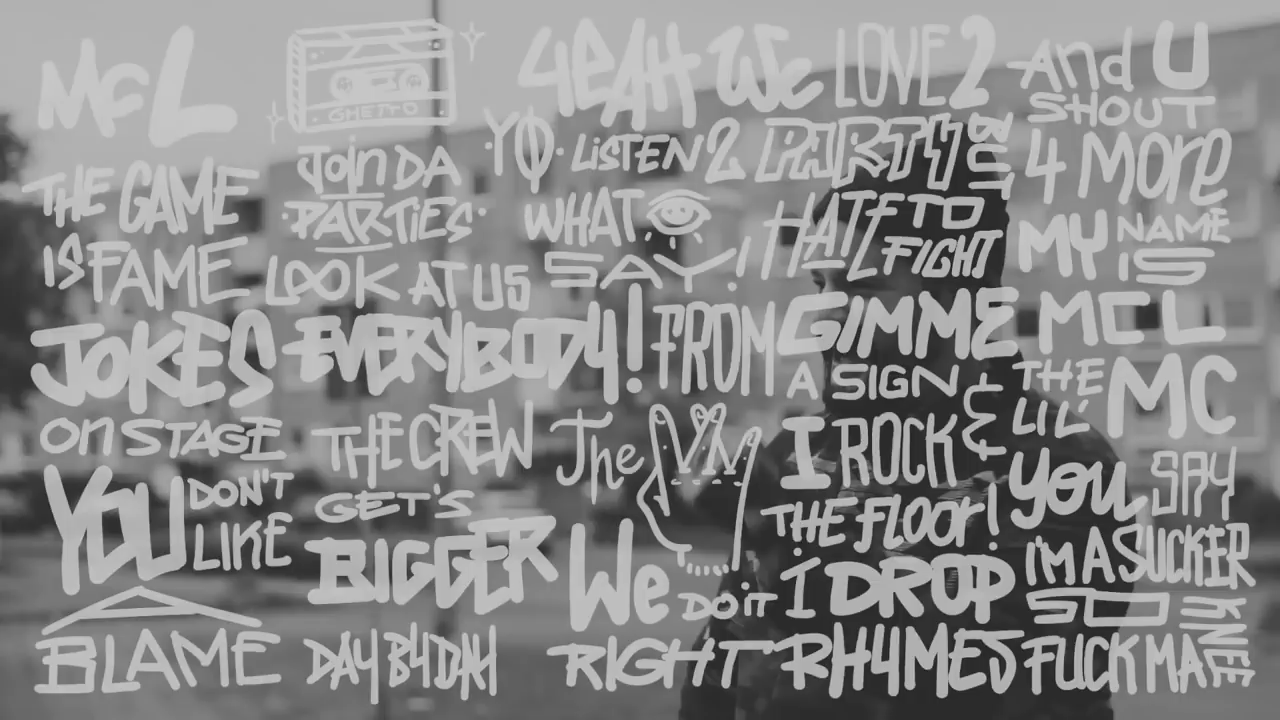 McL
THE GAME
IS FAME
JOKES
ON STAGE
YOU DON'T
LIKE
BLAME
GHETTO
Join DA
PARTIES
LOOK AT US
EVERYBODY!
THE CREW
GET'S
BIGGER
DAY BY DAY
YEAH We
YO. LiSTEN 2
WHAT
SAY!
FROM
The
We DO iT
RIGHT
LOVE 2
PARTY BUT
HATE TO
FIGHT
GIMME
A SIGN &
I ROCK
THE FLOOr!
I DROP
RHYMES
And U
SHOUT
4 MOre
MY NAME
IS
MCL
THE
LIL' MC
You SAY
I'M A SUCKER
SO KNEE
FUCK MA